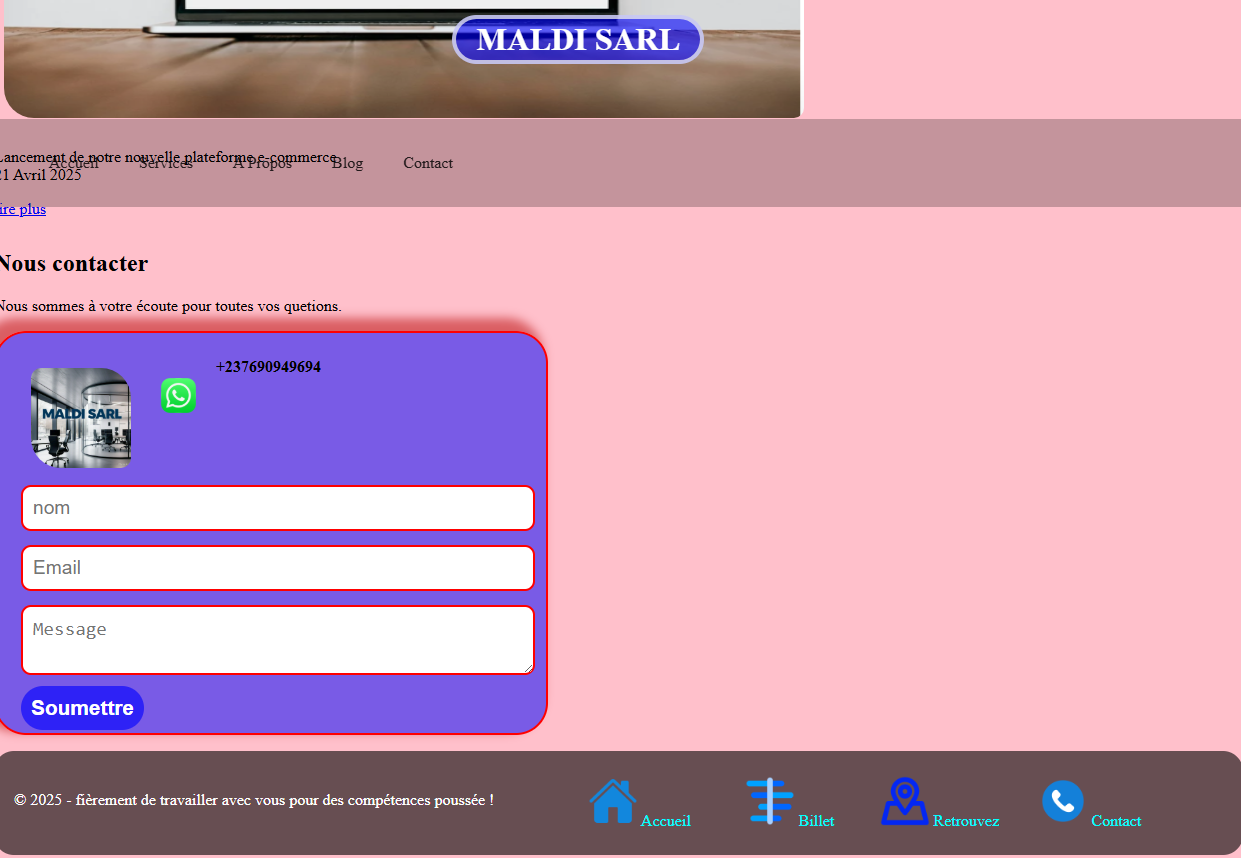 MALDI SARL
Lancement de notre nouvelle plateforme e-commerce
Accueil Services À Propos Blog Contact
21 Avril 2025
lire plus
Nous contacter
Nous sommes à votre écoute pour toutes vos quetions.
+237690949694
MALDI SARL
nom
Email
Message
Soumettre
© 2025 - fièrement de travailler avec vous pour des compétences poussée !
Accueil Billet Retrouvez Contact